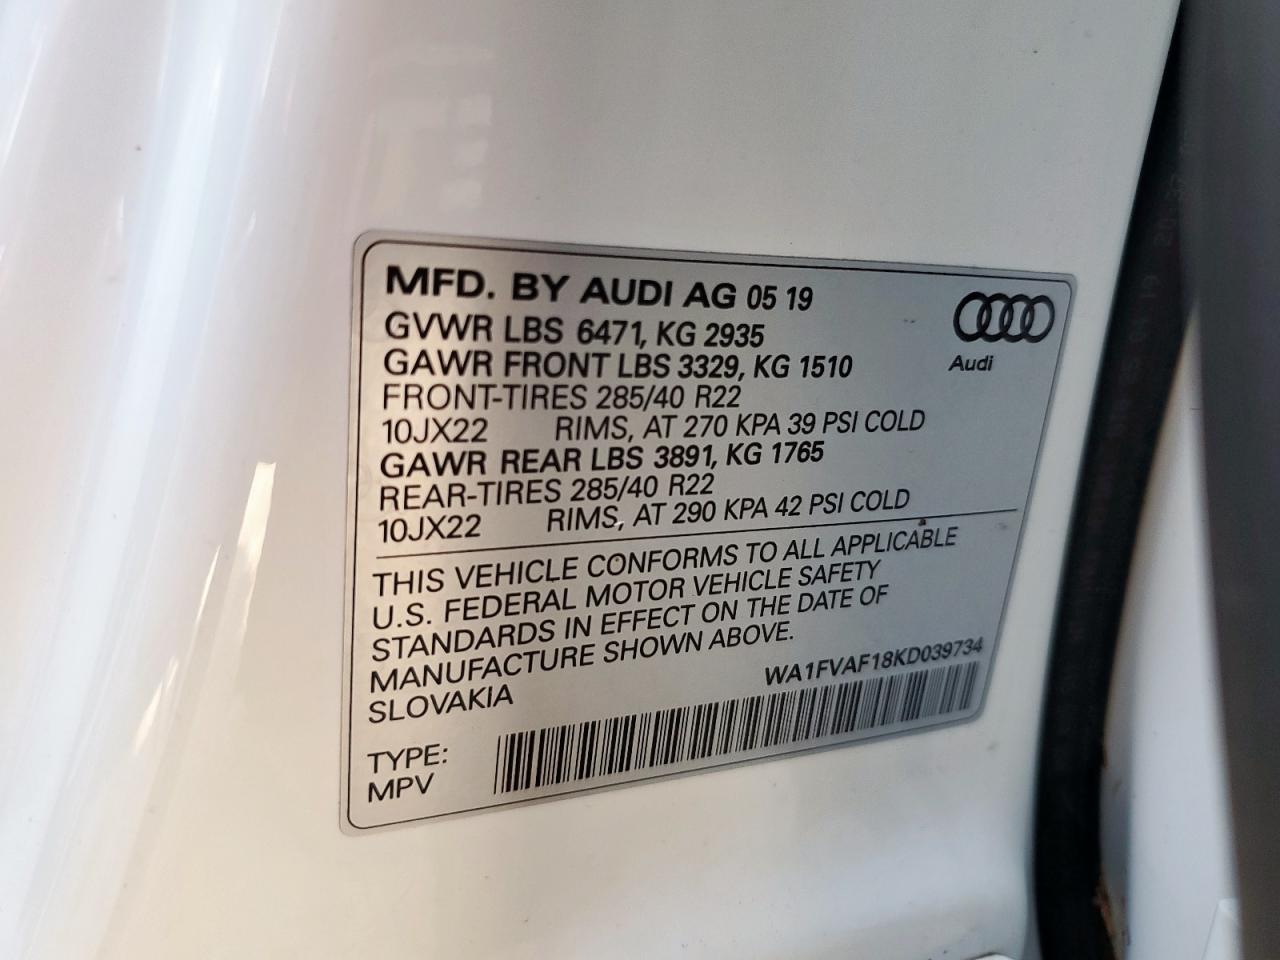 MFD. BY AUDI AG 05 19
GVWR LBS 6471, KG 2935
GAWR FRONT LBS 3329, KG 1510
FRONT-TIRES 285/40 R22
10JX22 RIMS, AT 270 KPA 39 PSI COLD
GAWR REAR LBS 3891, KG 1765
REAR-TIRES 285/40 R22
10JX22 RIMS, AT 290 KPA 42 PSI COLD
Audi
THIS VEHICLE CONFORMS TO ALL APPLICABLE
U.S. FEDERAL MOTOR VEHICLE SAFETY
STANDARDS IN EFFECT ON THE DATE OF
MANUFACTURE SHOWN ABOVE.
SLOVAKIA
WA1FVAF18KD039734
TYPE:
MPV